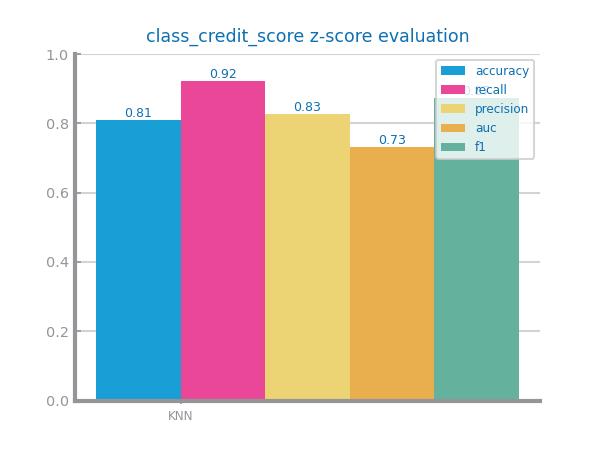 class_credit_score z-score evaluation
1.0
0.8
0.6
0.4
0.2
0.0
0.81
0.92
0.83
0.73
accuracy
recall
precision
auc
f1
KNN